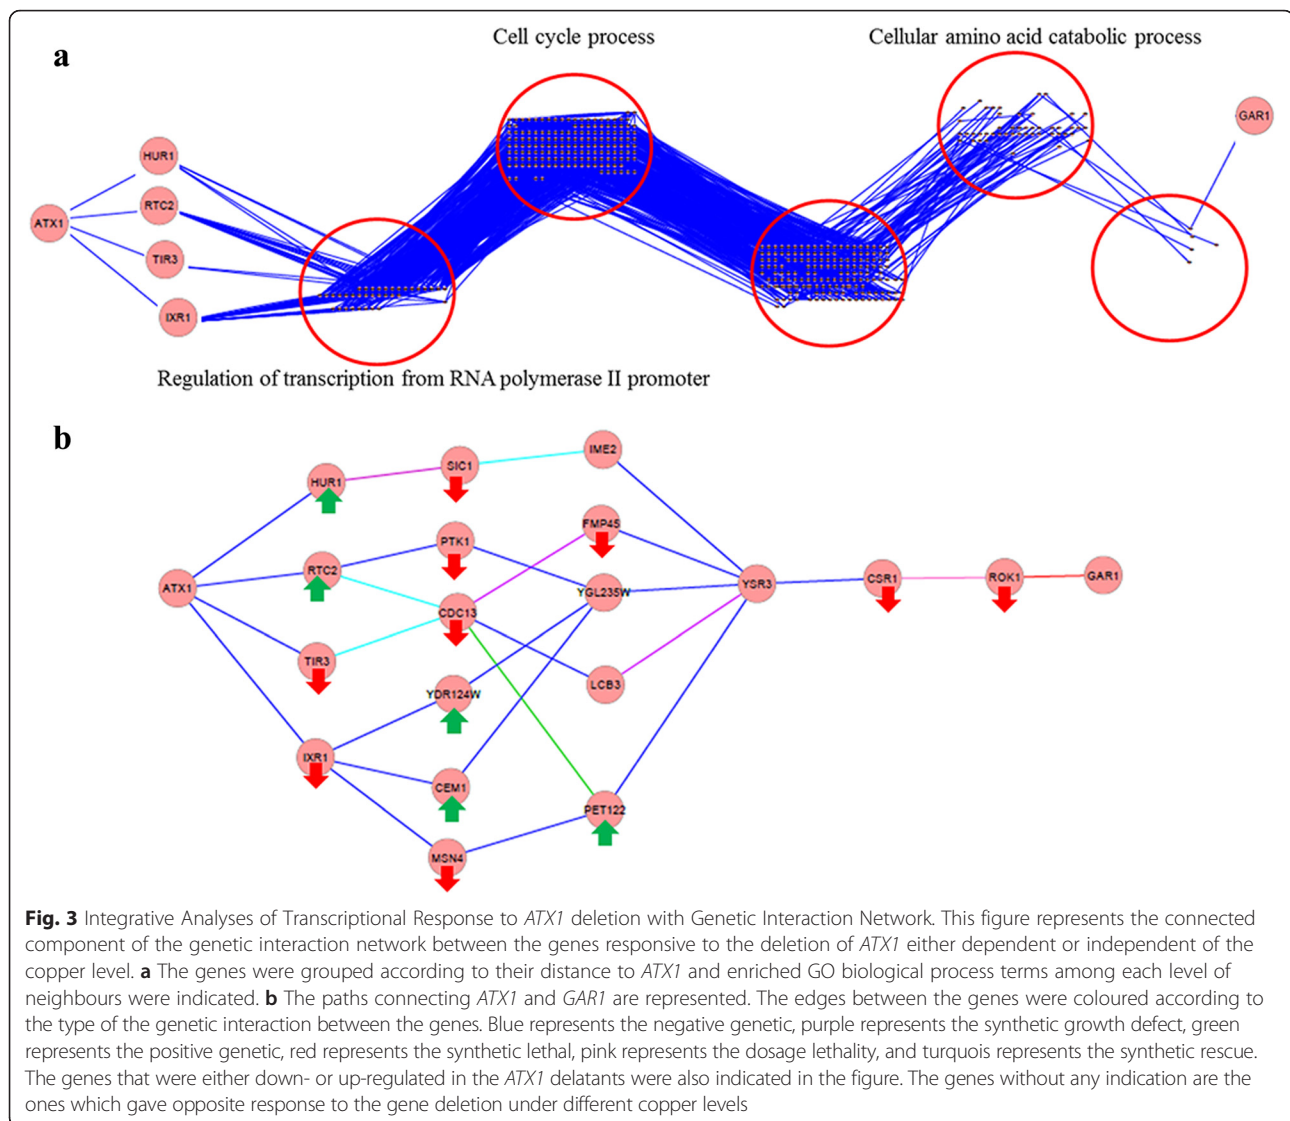 a
Cell cycle process
Cellular amino acid catabolic process
HUR1
RTC2
ATX1
TIR3
IXR1
GAR1
Regulation of transcription from RNA polymerase II promoter
b
IME2
SIC1
HUR1
FMP45
PTK1
RTC2
ATX1
YGL235W
YSR3
CSR1
ROK1
GAR1
CDC13
TIR3
LCB3
YDR124W
IXR1
CEM1
PET122
MSN4
Fig. 3 Integrative Analyses of Transcriptional Response to ATX1 deletion with Genetic Interaction Network. This figure represents the connected
component of the genetic interaction network between the genes responsive to the deletion of ATX1 either dependent or independent of the
copper level. a The genes were grouped according to their distance to ATX1 and enriched GO biological process terms among each level of
neighbours were indicated. b The paths connecting ATX1 and GAR1 are represented. The edges between the genes were coloured according to
the type of the genetic interaction between the genes. Blue represents the negative genetic, purple represents the synthetic growth defect, green
represents the positive genetic, red represents the synthetic lethal, pink represents the dosage lethality, and turquois represents the synthetic rescue.
The genes that were either down- or up-regulated in the ATX1 delatants were also indicated in the figure. The genes without any indication are the
ones which gave opposite response to the gene deletion under different copper levels